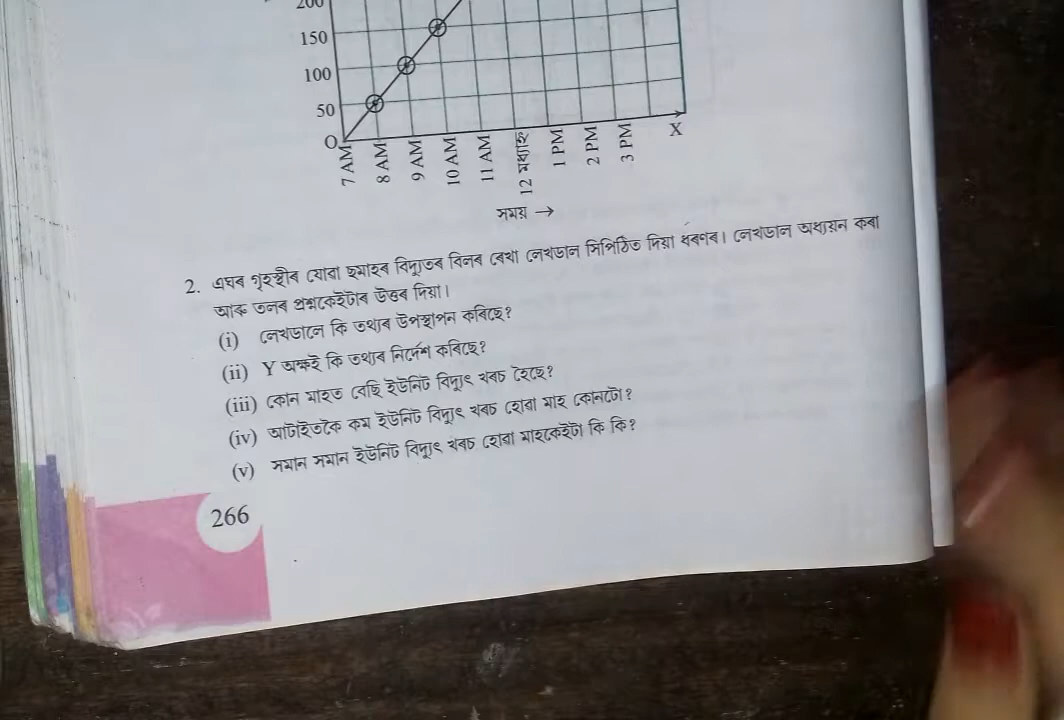 200
150
100
50
O
7 AM
8 AM
9 AM
10 AM
11 AM
12 মধ্যাহ্ন
1 PM
2 PM
3 PM
X
সময় →
2. এঘৰ গৃহস্থীৰ যোৱা ছমাহৰ বিদ্যুতৰ বিলৰ ৰেখা লেখডাল সিপিঠিত দিয়া ধৰণৰ। লেখডাল অধ্যয়ন কৰা
আৰু তলৰ প্ৰশ্নকেইটাৰ উত্তৰ দিয়া।
(i) লেখডালে কি তথ্যৰ উপস্থাপন কৰিছে?
(ii) Y অক্ষই কি তথ্যৰ নিৰ্দেশ কৰিছে?
(iii) কোন মাহত বেছি ইউনিট বিদ্যুৎ খৰচ হৈছে?
(iv) আটাইতকৈ কম ইউনিট বিদ্যুৎ খৰচ হোৱা মাহ কোনটো?
(v) সমান সমান ইউনিট বিদ্যুৎ খৰচ হোৱা মাহকেইটা কি কি?
266